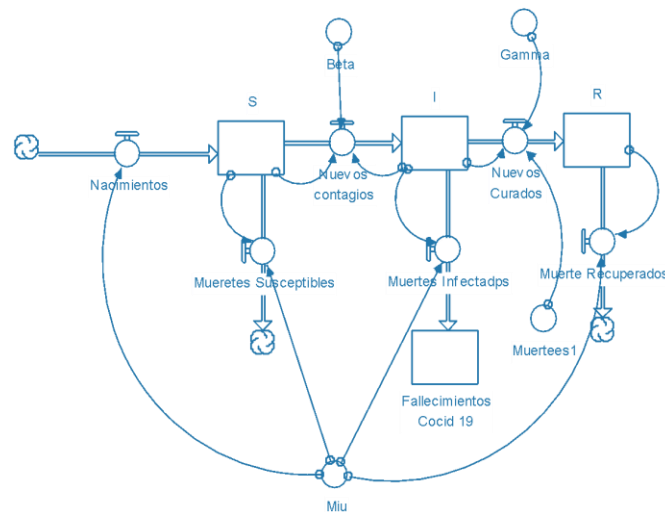 Beta
Gamma
S
I
R
Nacimientos
Nuevos
contagios
Nuevos
Curados
Mueretes Susceptibles
Muertes Infectadps
Muerte Recuperados
Muertees1
Fallecimientos
Cocid 19
Miu